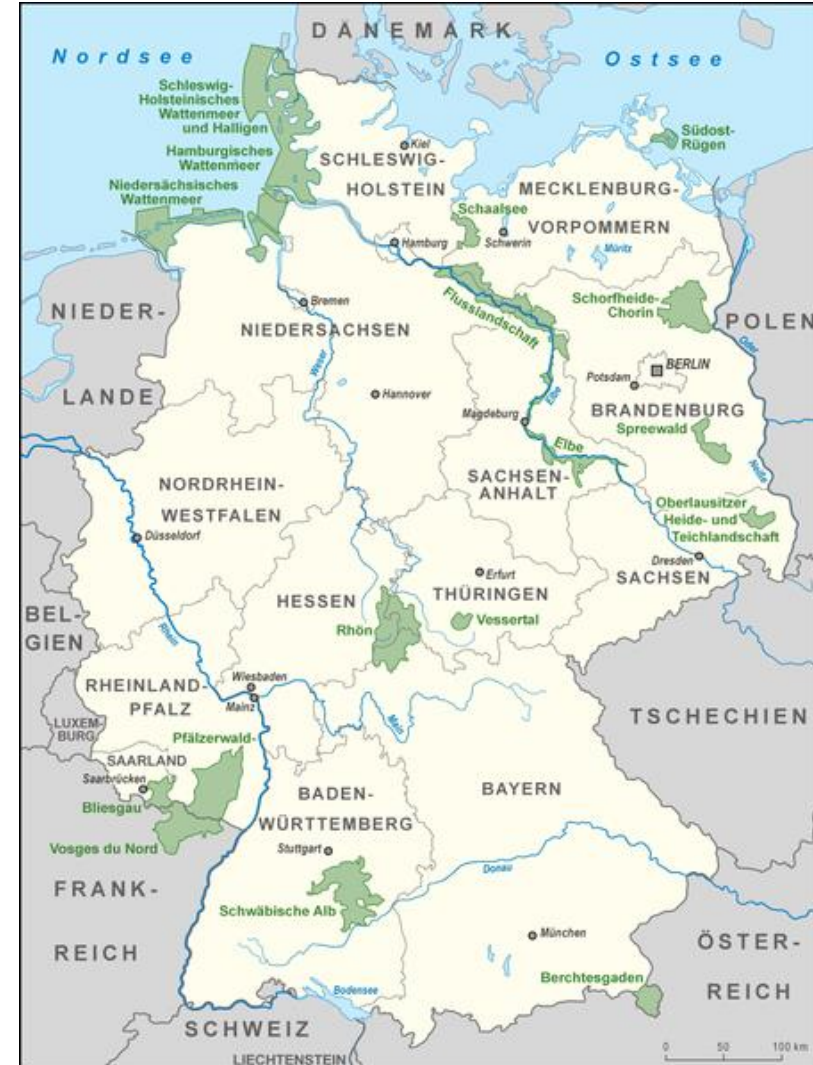 DÄNEMARK
Nordsee
Ostsee
Schleswig-
Holsteinisches
Wattenmeer
und Halligen
Hamburgisches
Wattenmeer
Niedersächsisches
Wattenmeer
Kiel
SCHLESWIG-
HOLSTEIN
Südost-
Rügen
MECKLENBURG-
VORPOMMERN
Schaalsee
Schwerin
Müritz
Hamburg
Bremen
NIEDERSACHSEN
Weser
Flusslandschaft
Elbe
Schorfheide-
Chorin
POLEN
Oder
NIEDER-
LANDE
Hannover
BERLIN
Potsdam
BRANDENBURG
Spreewald
Magdeburg
Elbe
Neiße
SACHSEN-
ANHALT
NORDRHEIN-
WESTFALEN
Düsseldorf
Oberlausitzer
Heide- und
Teichlandschaft
Dresden
SACHSEN
Erfurt
THÜRINGEN
Vessertal
HESSEN
Rhön
BEL-
GIEN
Rhein
RHEINLAND-
PFALZ
Wiesbaden
Mainz
Main
LUXEM-
BURG
TSCHECHIEN
Pfälzerwald-
SAARLAND
Saarbrücken
Bliesgau
Vosges du Nord
BADEN-
WÜRTTEMBERG
Stuttgart
BAYERN
Donau
Schwäbische Alb
FRANK-
REICH
München
ÖSTER-
REICH
Berchtesgaden
Bodensee
SCHWEIZ
LIECHTENSTEIN
0 50 100 km